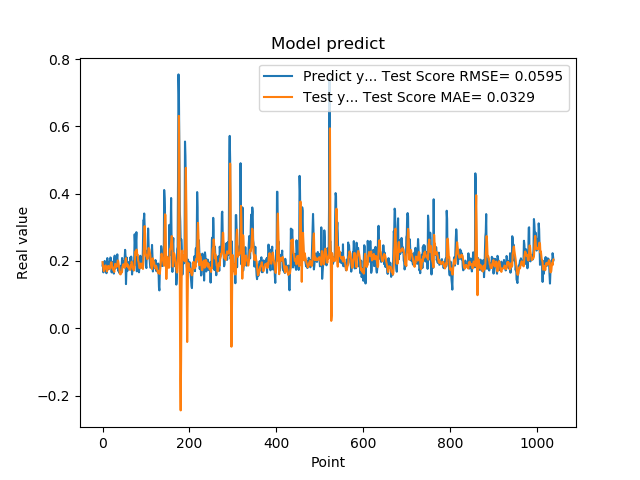 Model predict
Predict y... Test Score RMSE= 0.0595
Test y... Test Score MAE= 0.0329
Real value
0.8
0.6
0.4
0.2
0.0
−0.2
0
200
400
600
800
1000
Point